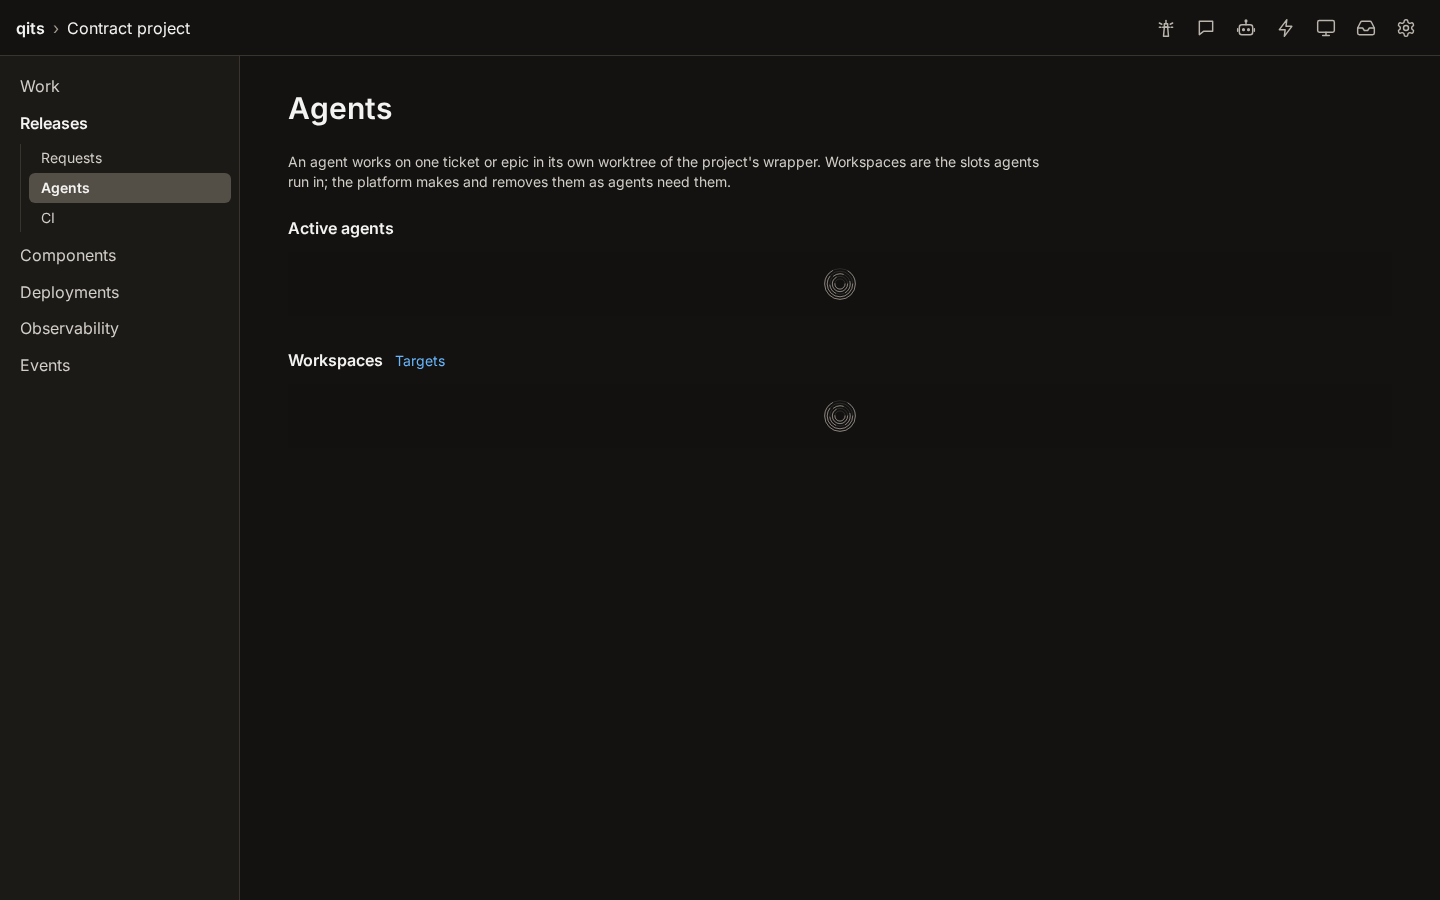 qits › Contract project
Work
Releases
Requests
Agents
CI
Components
Deployments
Observability
Events
Agents
An agent works on one ticket or epic in its own worktree of the project's wrapper. Workspaces are the slots agents
run in; the platform makes and removes them as agents need them.
Active agents
Workspaces Targets